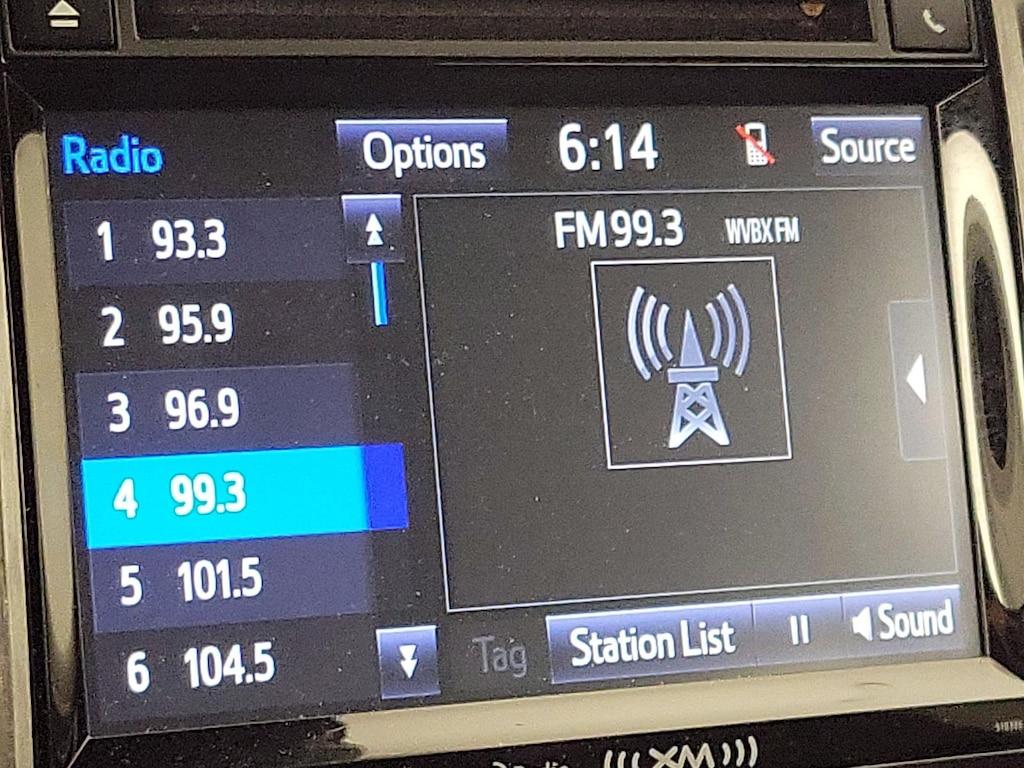 Radio
Options
6:14
Source
1 93.3
2 95.9
3 96.9
4 99.3
5 101.5
6 104.5
FM 99.3 WVBX FM
Tag
Station List
Sound
XM